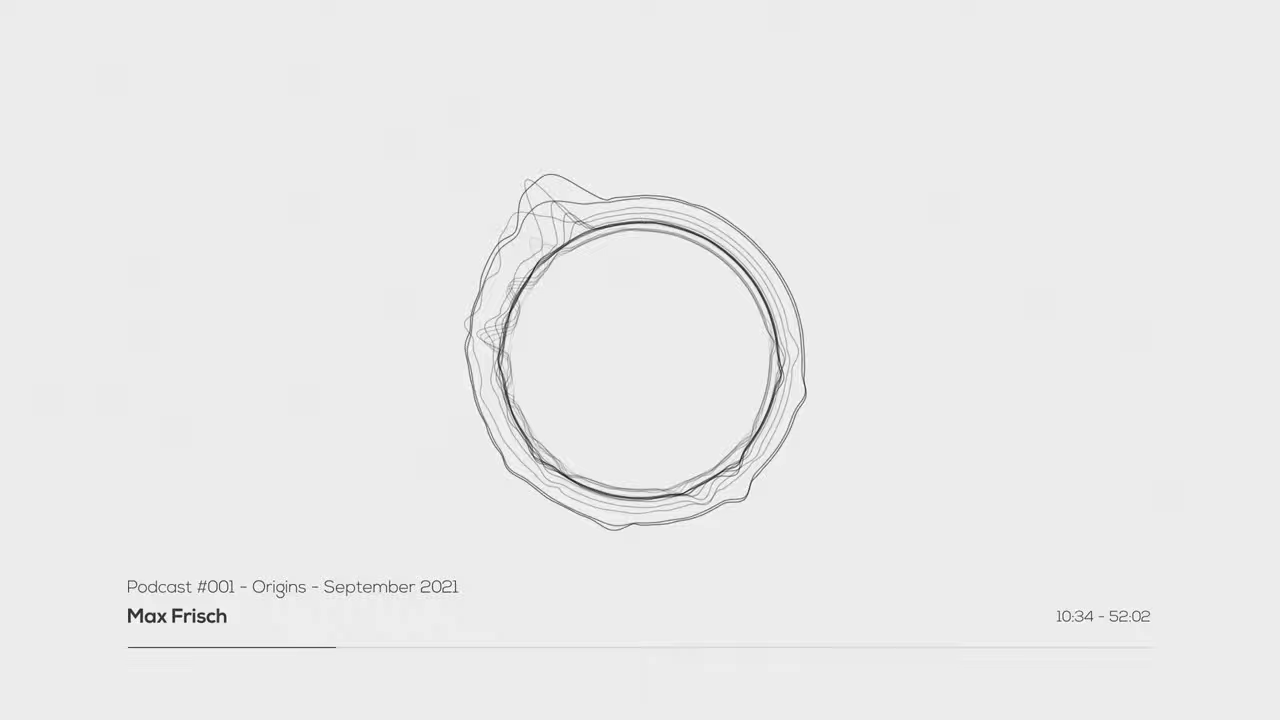 Podcast #001 - Origins - September 2021
Max Frisch
10:34 - 52:02